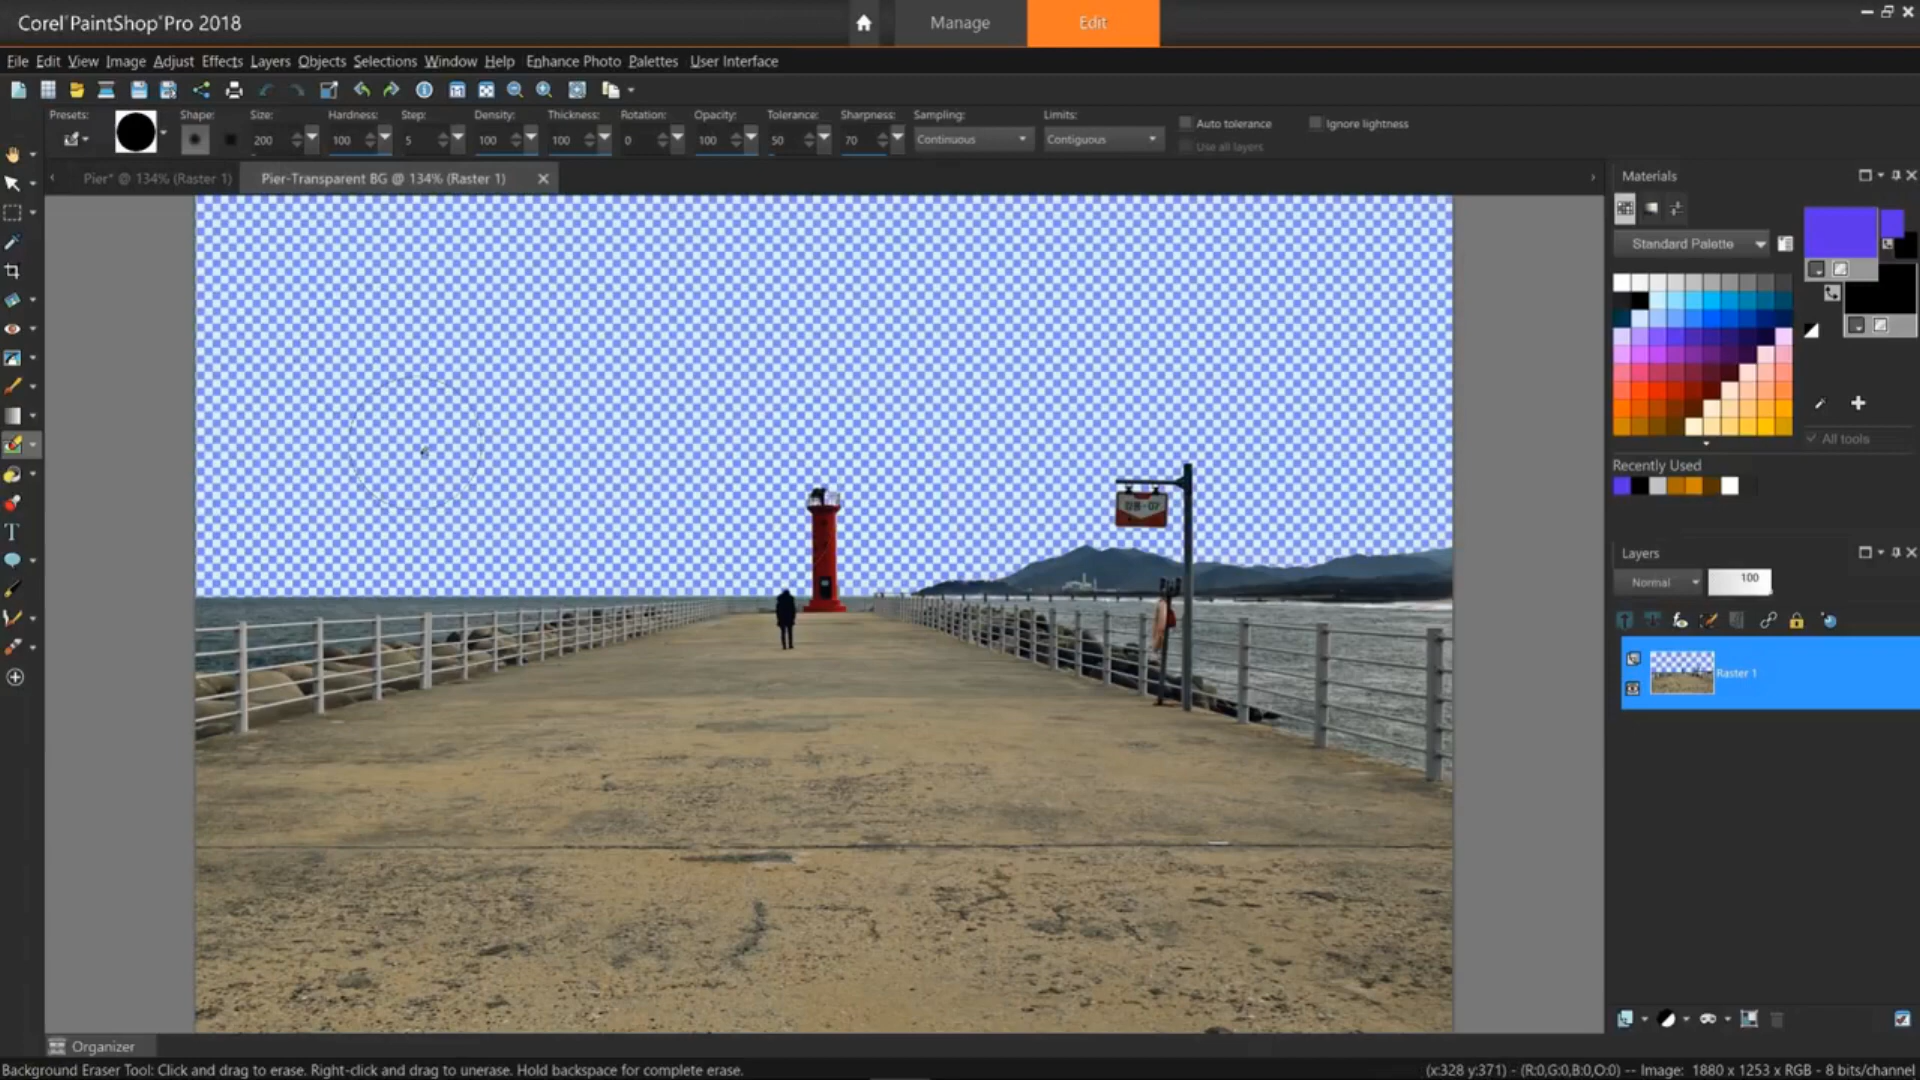 Corel PaintShop Pro 2018
Manage
Edit
File Edit View Image Adjust Effects Layers Objects Selections Window Help Enhance Photo Palettes User Interface
Presets: Shape: Size: Hardness: Step: Density: Thickness: Rotation: Opacity: Tolerance: Sharpness: Sampling: Limits:
200 100 5 100 100 0 100 50 70 Continuous Contiguous
Auto tolerance
Ignore lightness
Use all layers
Pier* @ 134% (Raster 1)
Pier-Transparent BG @ 134% (Raster 1)
Materials
Standard Palette
All tools
Recently Used
Layers
Normal
100
Raster 1
Organizer
Background Eraser Tool: Click and drag to erase. Right-click and drag to unerase. Hold backspace for complete erase.
(x:328 y:371) - (R:0,G:0,B:0,O:0) -- Image: 1880 x 1253 x RGB - 8 bits/channel